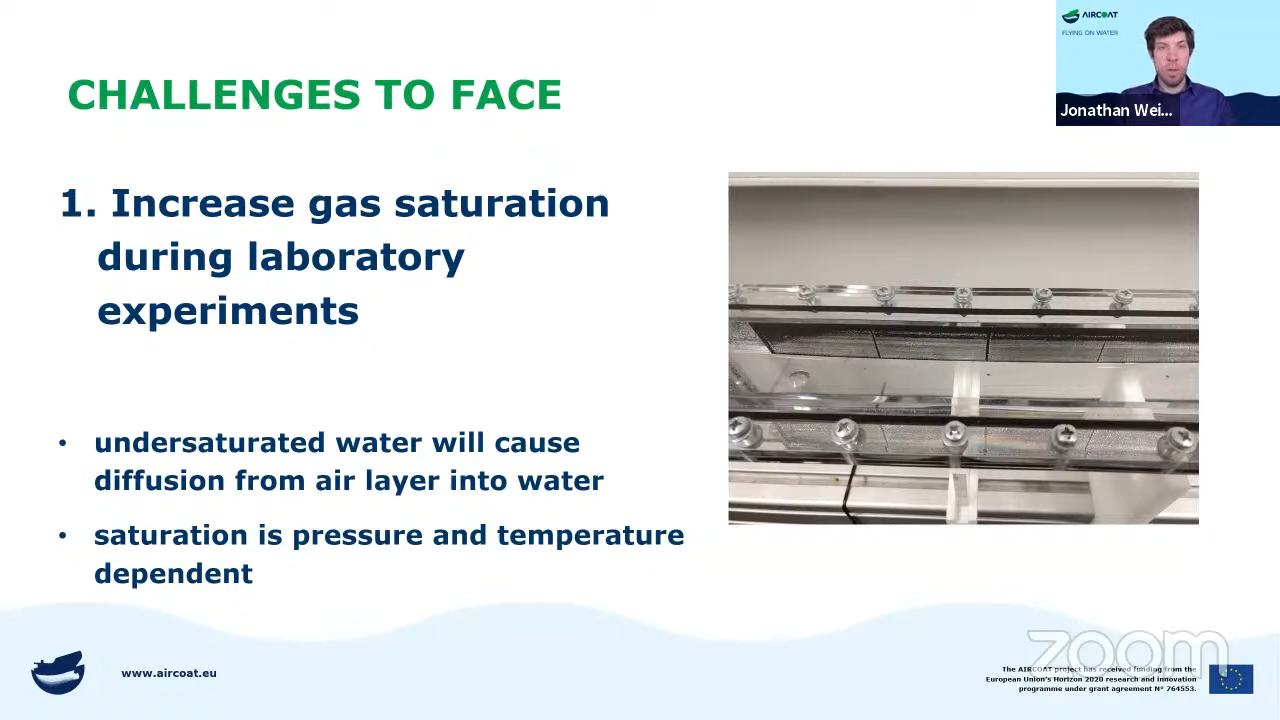 AIRCOAT
FLYING ON WATER
Jonathan Wei...
CHALLENGES TO FACE
1. Increase gas saturation
during laboratory
experiments
• undersaturated water will cause
diffusion from air layer into water
• saturation is pressure and temperature
dependent
www.aircoat.eu
zoom
The AIRCOAT project has received funding from the
European Union's Horizon 2020 research and innovation
programme under grant agreement N° 764553.